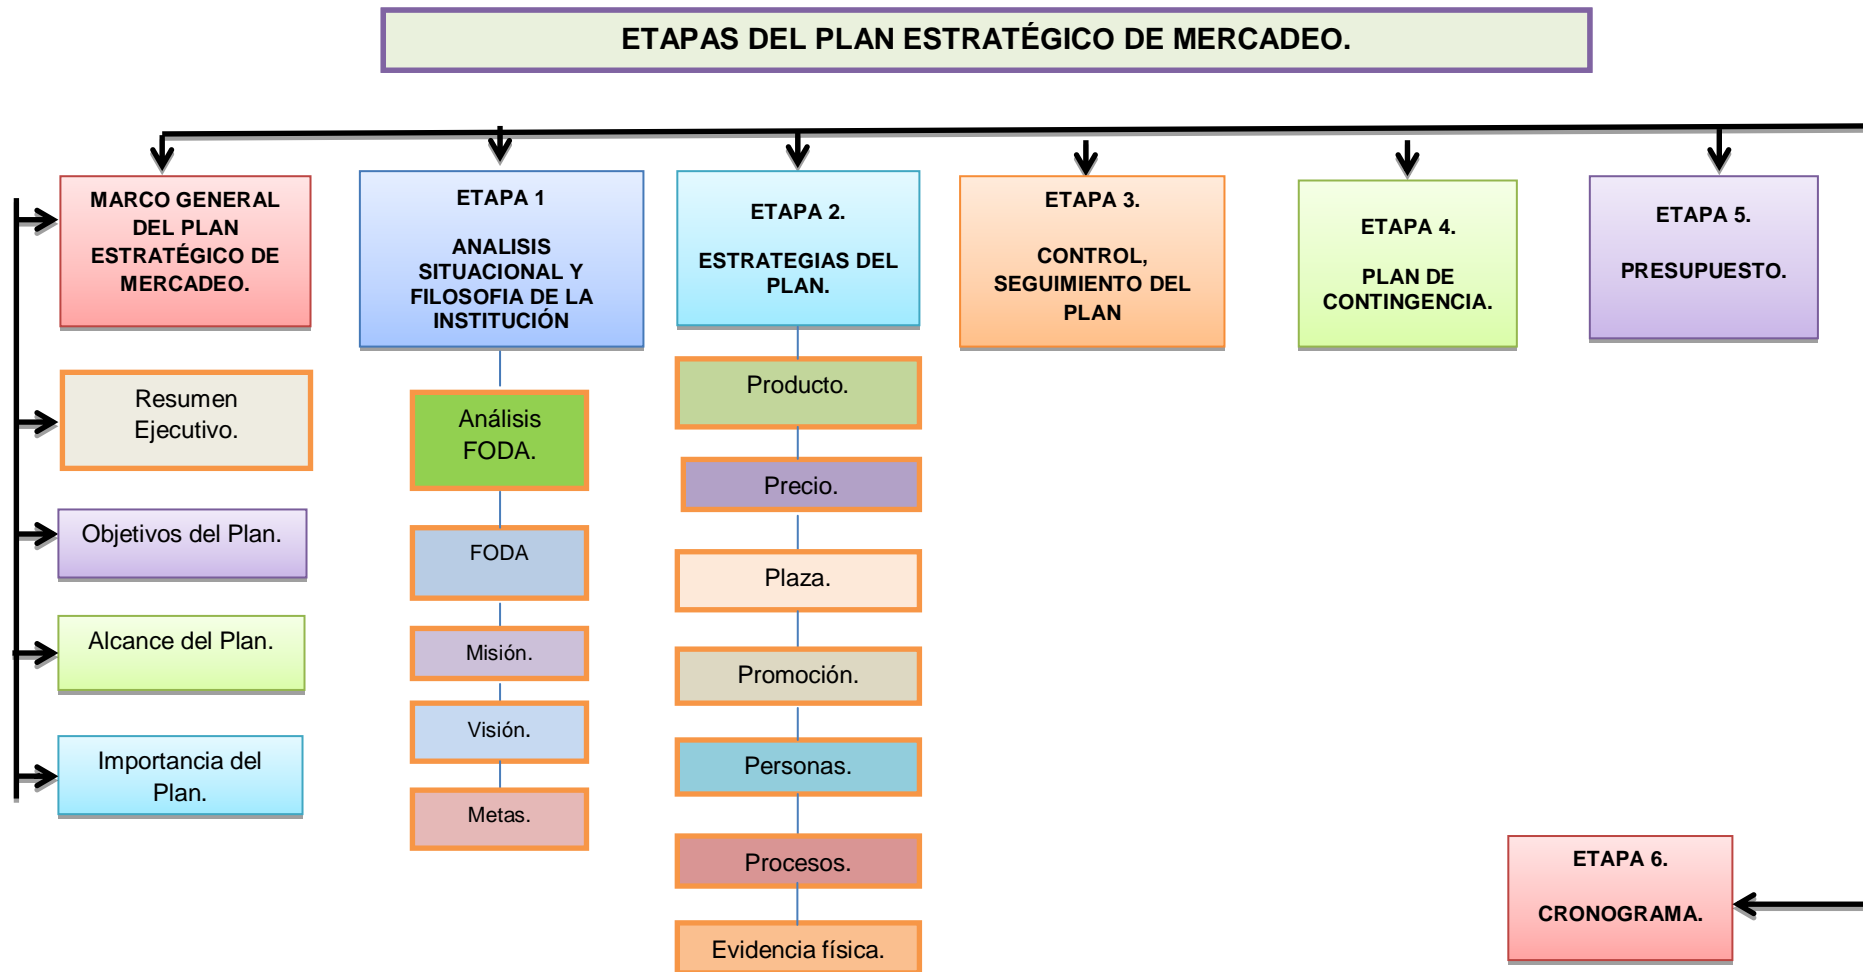 ETAPAS DEL PLAN ESTRATÉGICO DE MERCADEO.
MARCO GENERAL
DEL PLAN
ESTRATÉGICO DE
MERCADEO.
Resumen
Ejecutivo.
Objetivos del Plan.
Alcance del Plan.
Importancia del
Plan.
ETAPA 1
ANALISIS
SITUACIONAL Y
FILOSOFIA DE LA
INSTITUCIÓN
Análisis
FODA.
FODA
Misión.
Visión.
Metas.
ETAPA 2.
ESTRATEGIAS DEL
PLAN.
Producto.
Precio.
Plaza.
Promoción.
Personas.
Procesos.
Evidencia física.
ETAPA 3.
CONTROL,
SEGUIMIENTO DEL
PLAN
ETAPA 4.
PLAN DE
CONTINGENCIA.
ETAPA 5.
PRESUPUESTO.
ETAPA 6.
CRONOGRAMA.